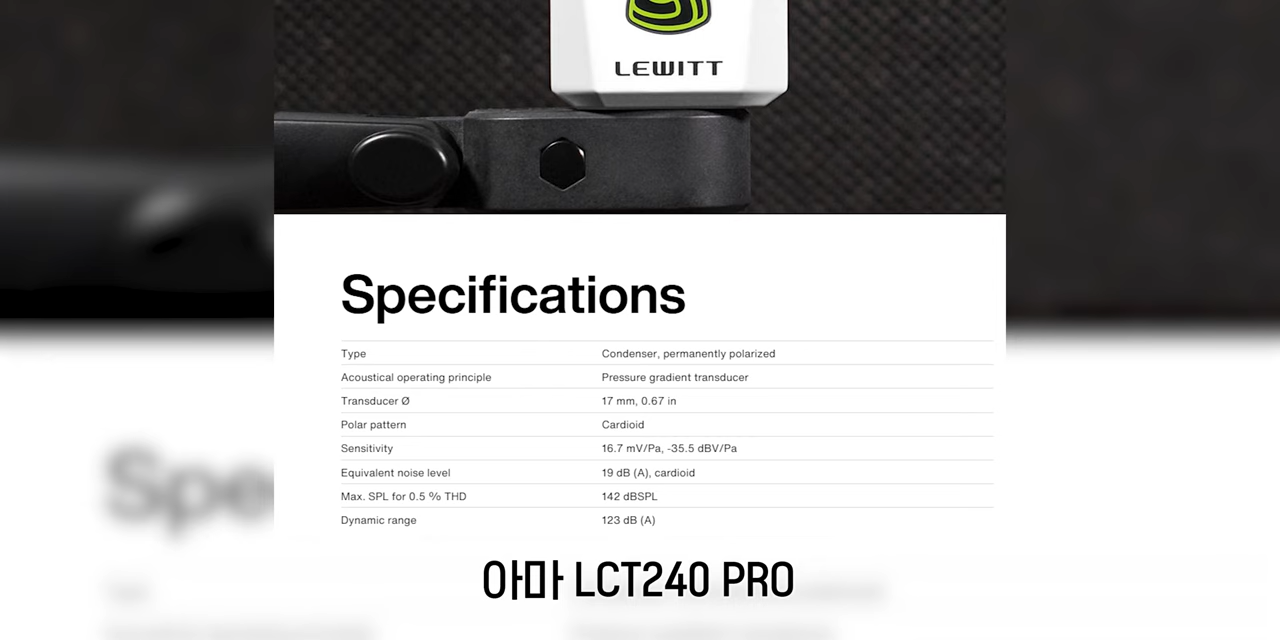 LEWITT
Specifications
Type Condenser, permanently polarized
Acoustical operating principle Pressure gradient transducer
Transducer Ø 17 mm, 0.67 in
Polar pattern Cardioid
Sensitivity 16.7 mV/Pa, -35.5 dBV/Pa
Equivalent noise level 19 dB (A), cardioid
Max. SPL for 0.5 % THD 142 dBSPL
Dynamic range 123 dB (A)
아마 LCT240 PRO
Spe